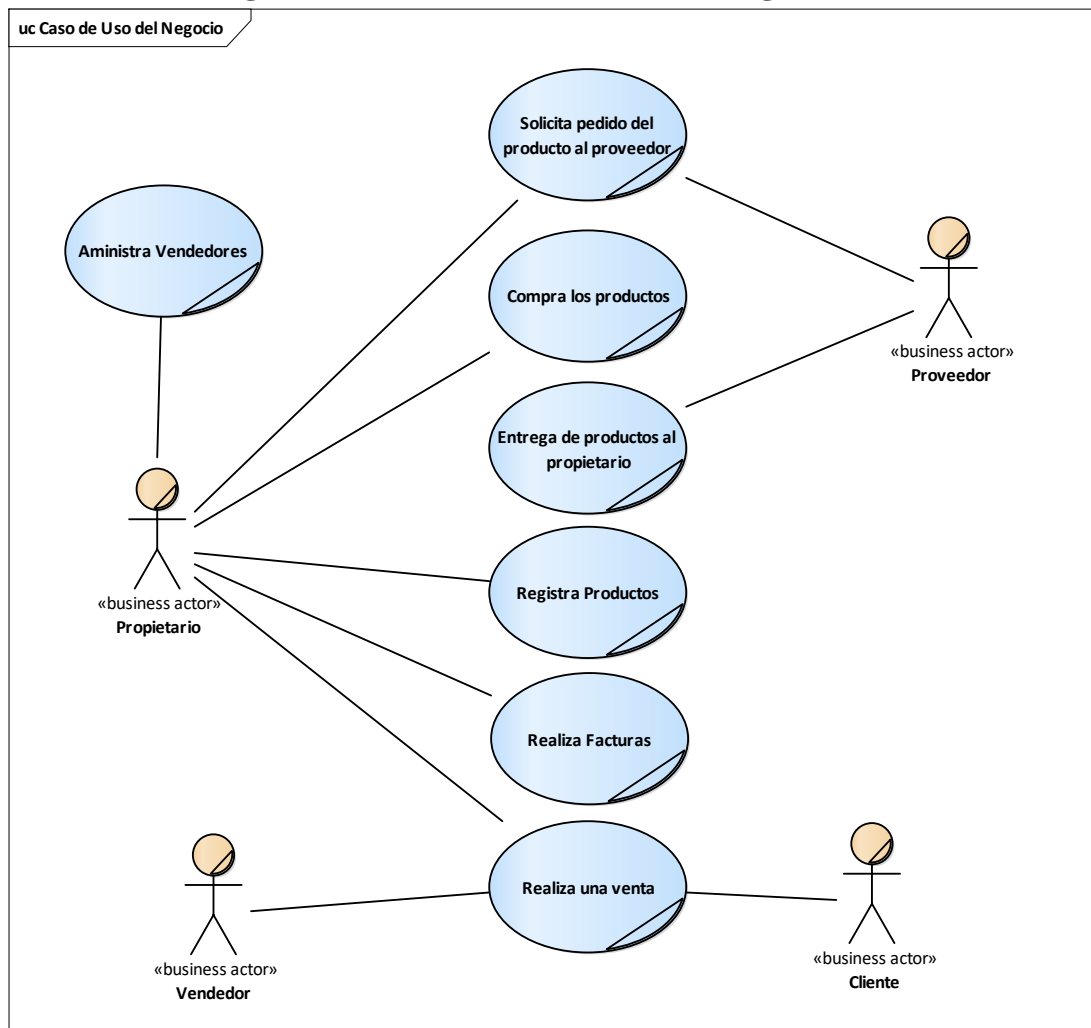 uc Caso de Uso del Negocio
Solicita pedido del
producto al proveedor
Aministra Vendedores
Compra los productos
«business actor»
Proveedor
Entrega de productos al
propietario
«business actor»
Propietario
Registra Productos
Realiza Facturas
Realiza una venta
«business actor»
Vendedor
«business actor»
Cliente